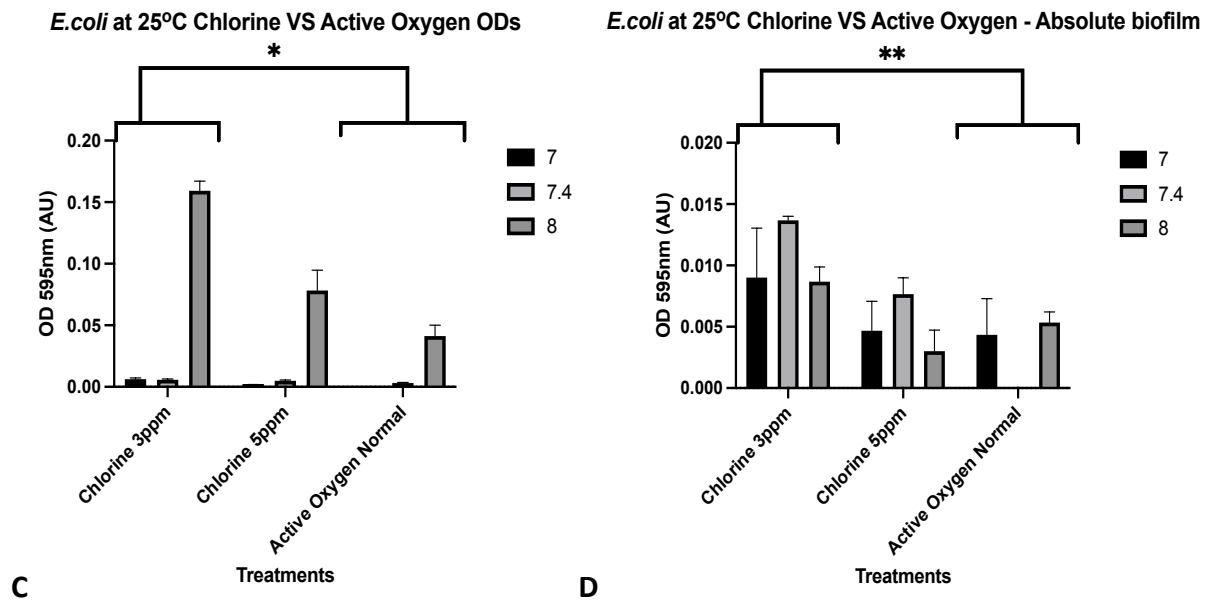 E.coli at 25ºC Chlorine VS Active Oxygen ODs
*
0.20
0.15
0.10
0.05
0.00
OD 595nm (AU)
7
7.4
8
Chlorine 3ppm
Chlorine 5ppm
Active Oxygen Normal
Treatments
C
E.coli at 25ºC Chlorine VS Active Oxygen - Absolute biofilm
**
0.020
0.015
0.010
0.005
0.000
OD 595nm (AU)
7
7.4
8
Chlorine 3ppm
Chlorine 5ppm
Active Oxygen Normal
Treatments
D